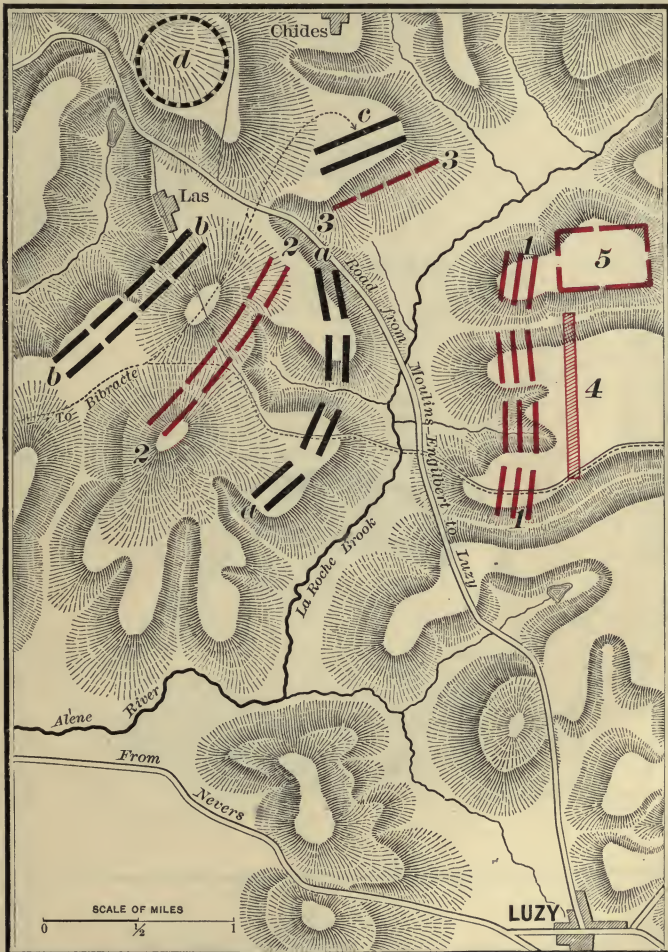 Chides
d
c
3
3
Las
b
b
2
2
a
a
1
1
5
4
Road from Moulins Engilbert to Luzy
To Bibracte
La Roche Brook
Alène River
From Nevers
SCALE OF MILES
0 ½ 1
LUZY